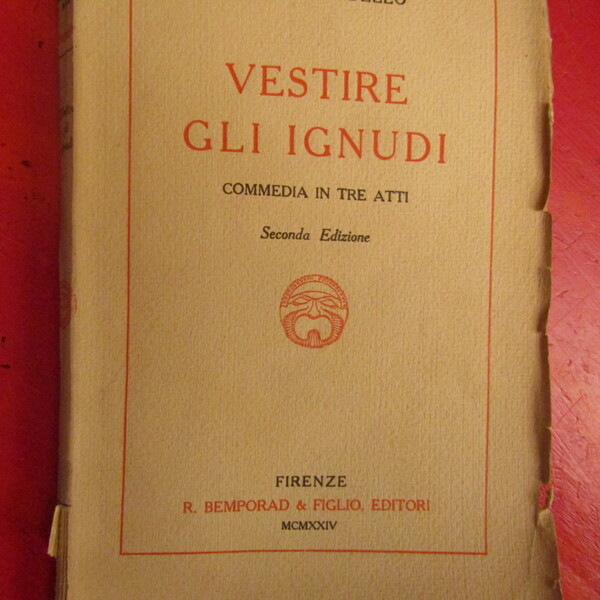 VESTIRE
GLI IGNUDI
COMMEDIA IN TRE ATTI
Seconda Edizione
FIRENZE
R. BEMPORAD & FIGLIO, EDITORI
MCMXXIV